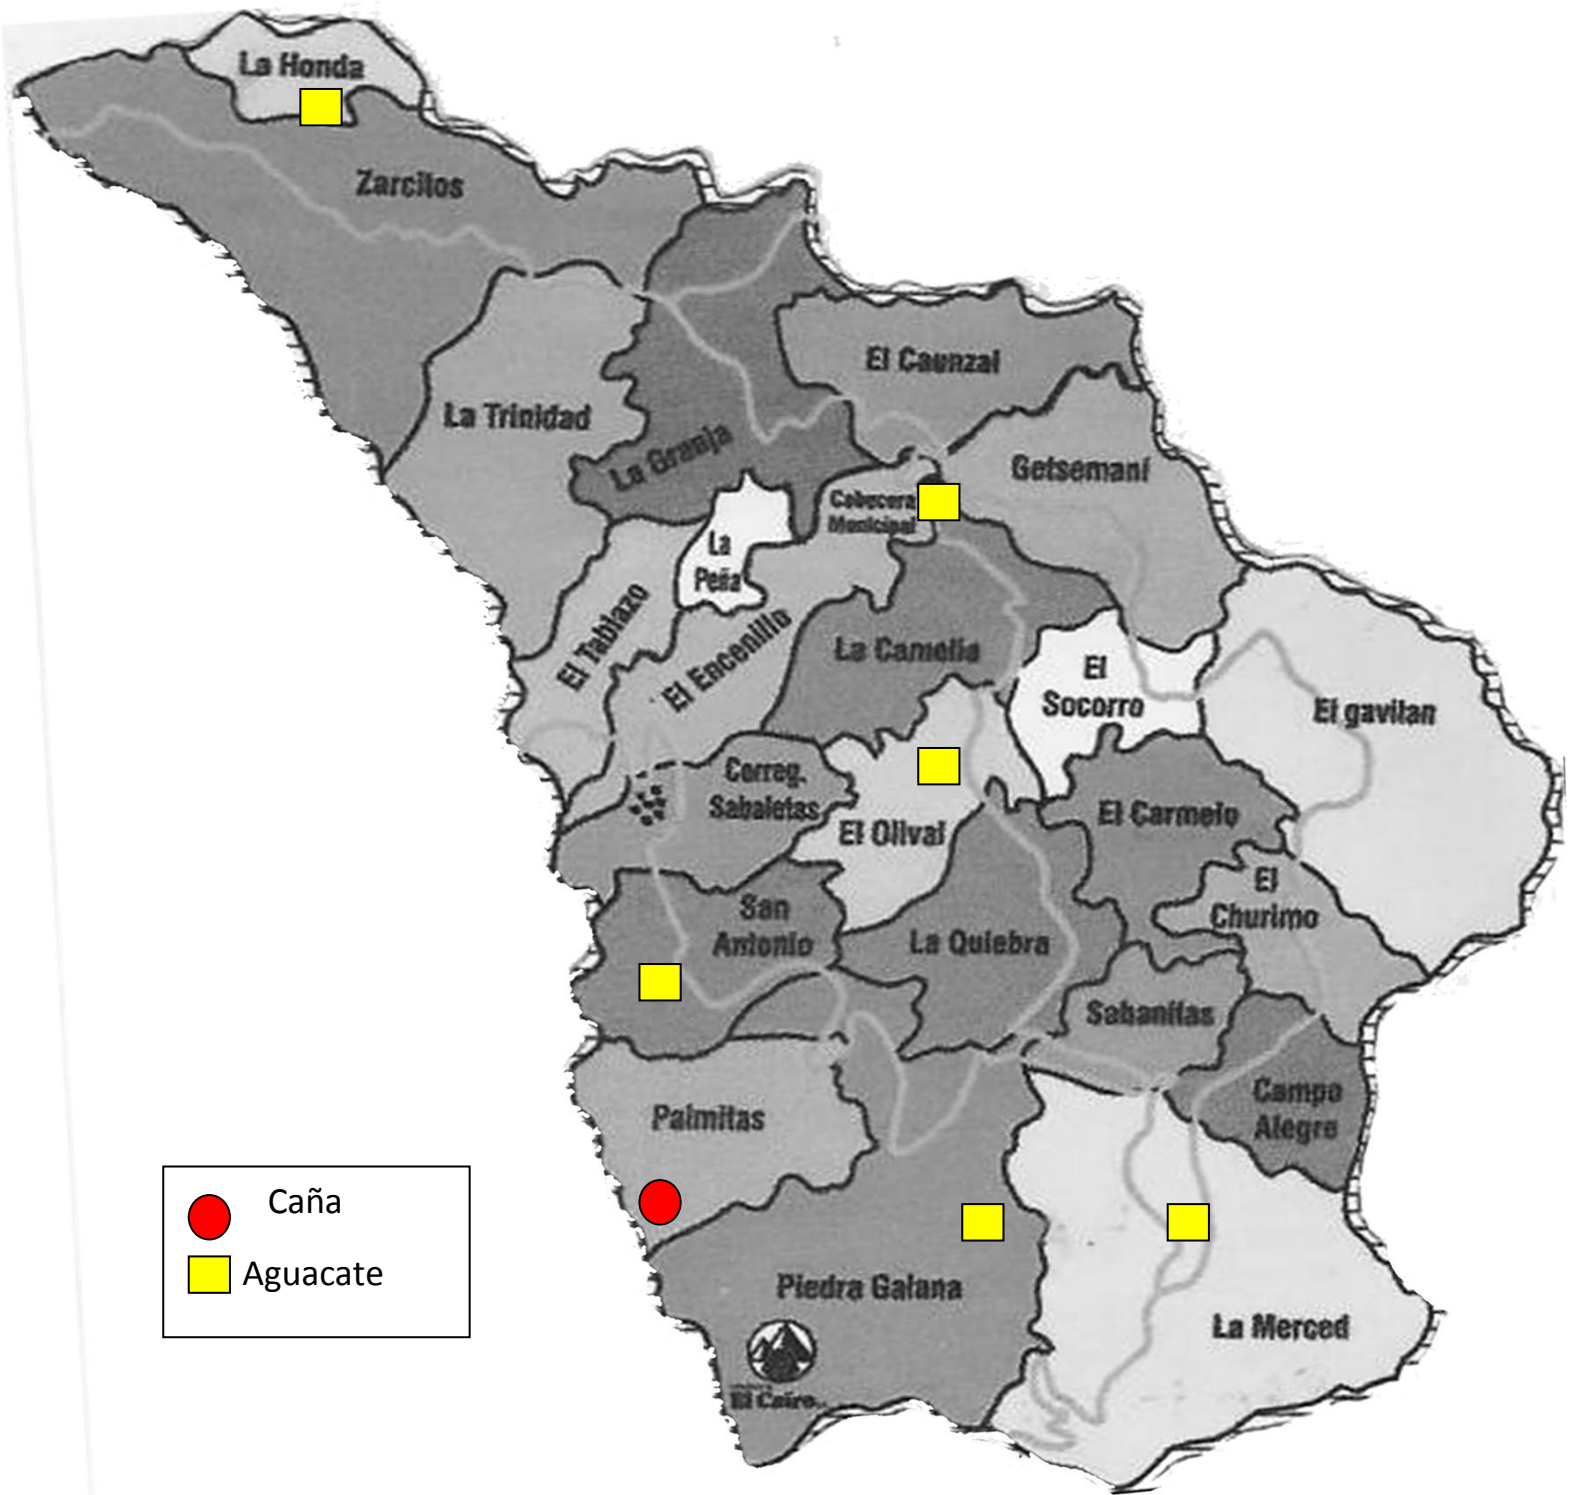 La Honda
Zarcitos
El Caunzal
La Trinidad
La Granja
Getsemaní
Cabecera
Municipal
La
Peña
El Tablazo
El Encenillo
La Camelia
El
Socorro
El gavilan
Correg.
Sabaletas
El Carmelo
El Olival
El
Churimo
San
Antonio
La Quiebra
Sabanitas
Campo
Alegre
Palmitas
Caña
Aguacate
Piedra Galana
La Merced
El Cairo